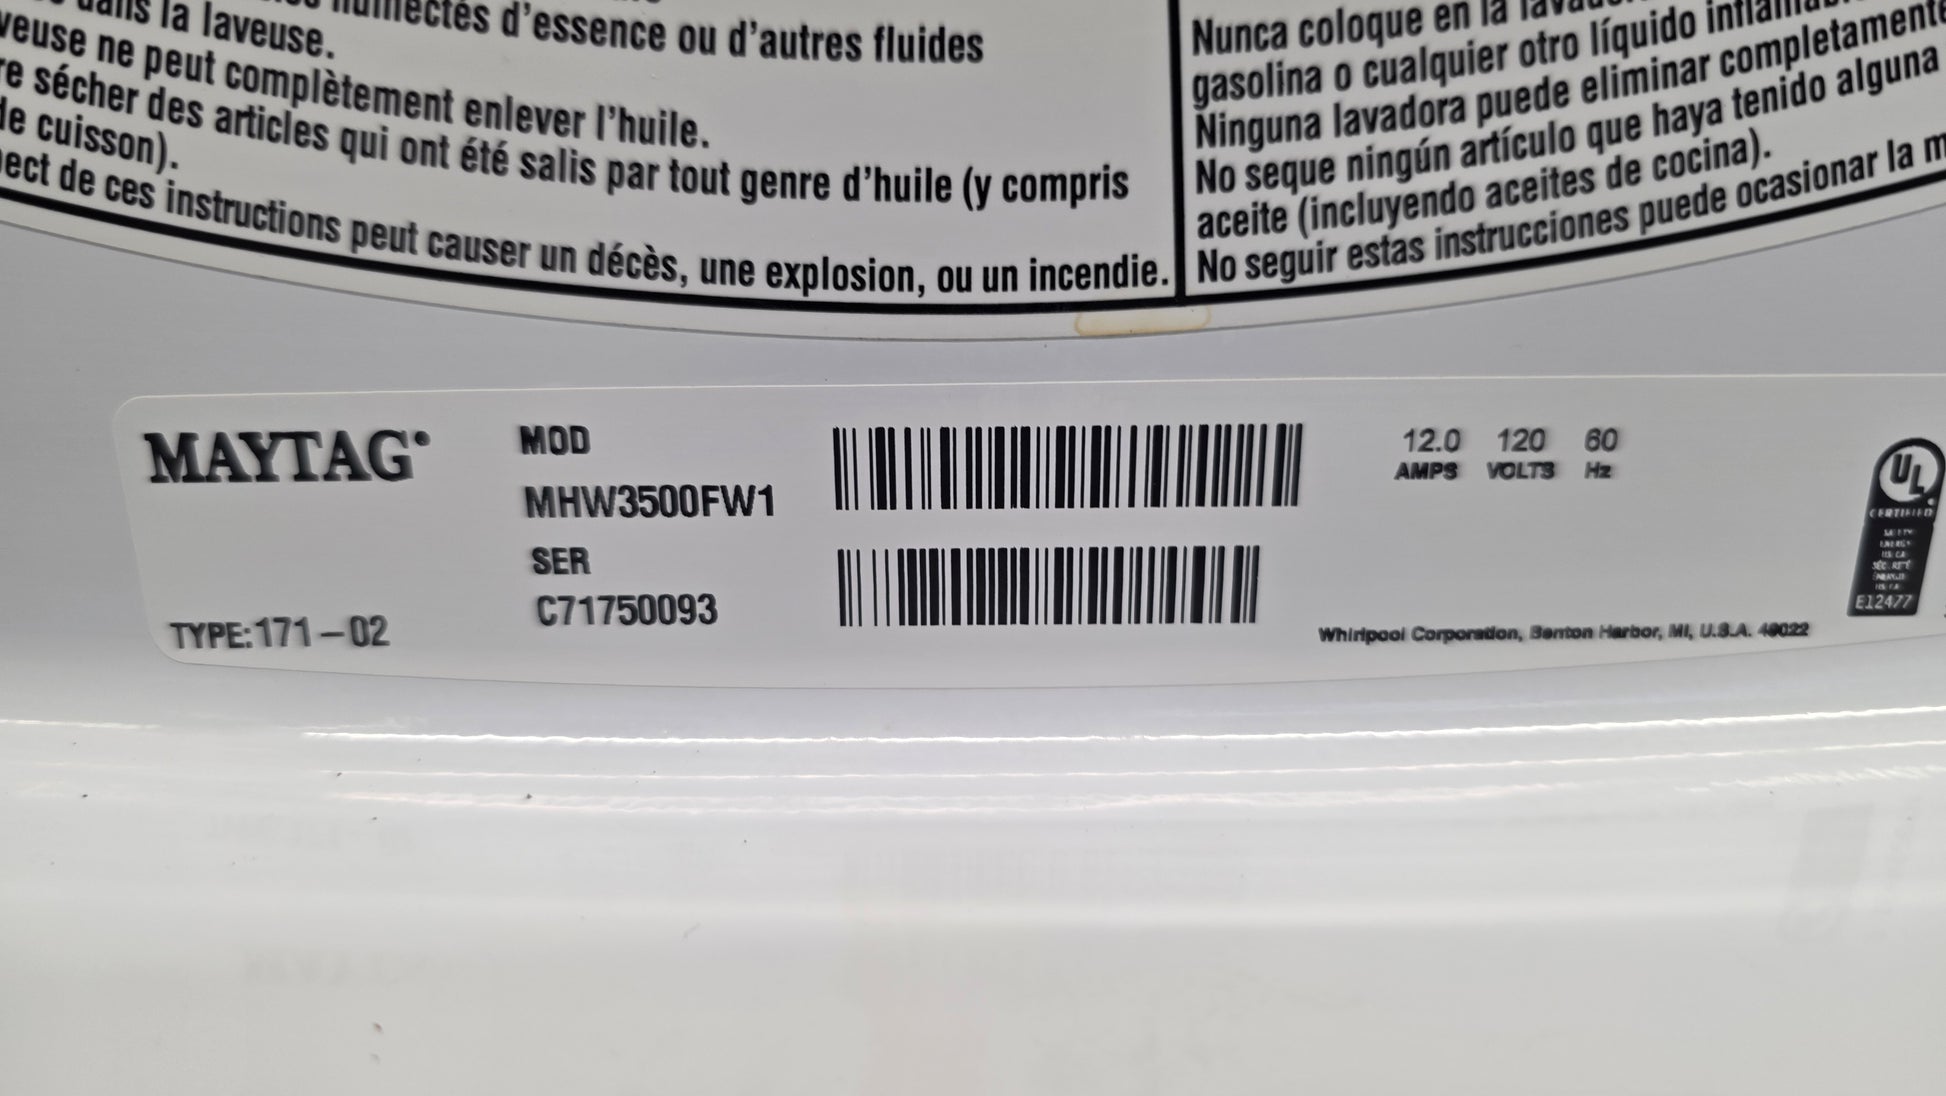 dans la laveuse.
humectés d'essence ou d'autres fluides
ne peut complètement enlever l'huile.
sécher des articles qui ont été salis par tout genre d'huile (y compris
de cuisson).
de ces instructions peut causer un décès, une explosion, ou un incendie.
Nunca coloque en la
gasolina o cualquier otro líquido
Ninguna lavadora puede eliminar completamente
No seque ningún artículo que haya tenido alguna
aceite (incluyendo aceites de cocina).
No seguir estas instrucciones puede ocasionar la
MAYTAG
TYPE:171-02
MOD
MHW3500FW1
SER
C71750093
12.0 120 60
AMPS VOLTS Hz
Whirlpool Corporation, Benton Harbor, MI, U.S.A. 49022
UL
CERTIFIED
E12477